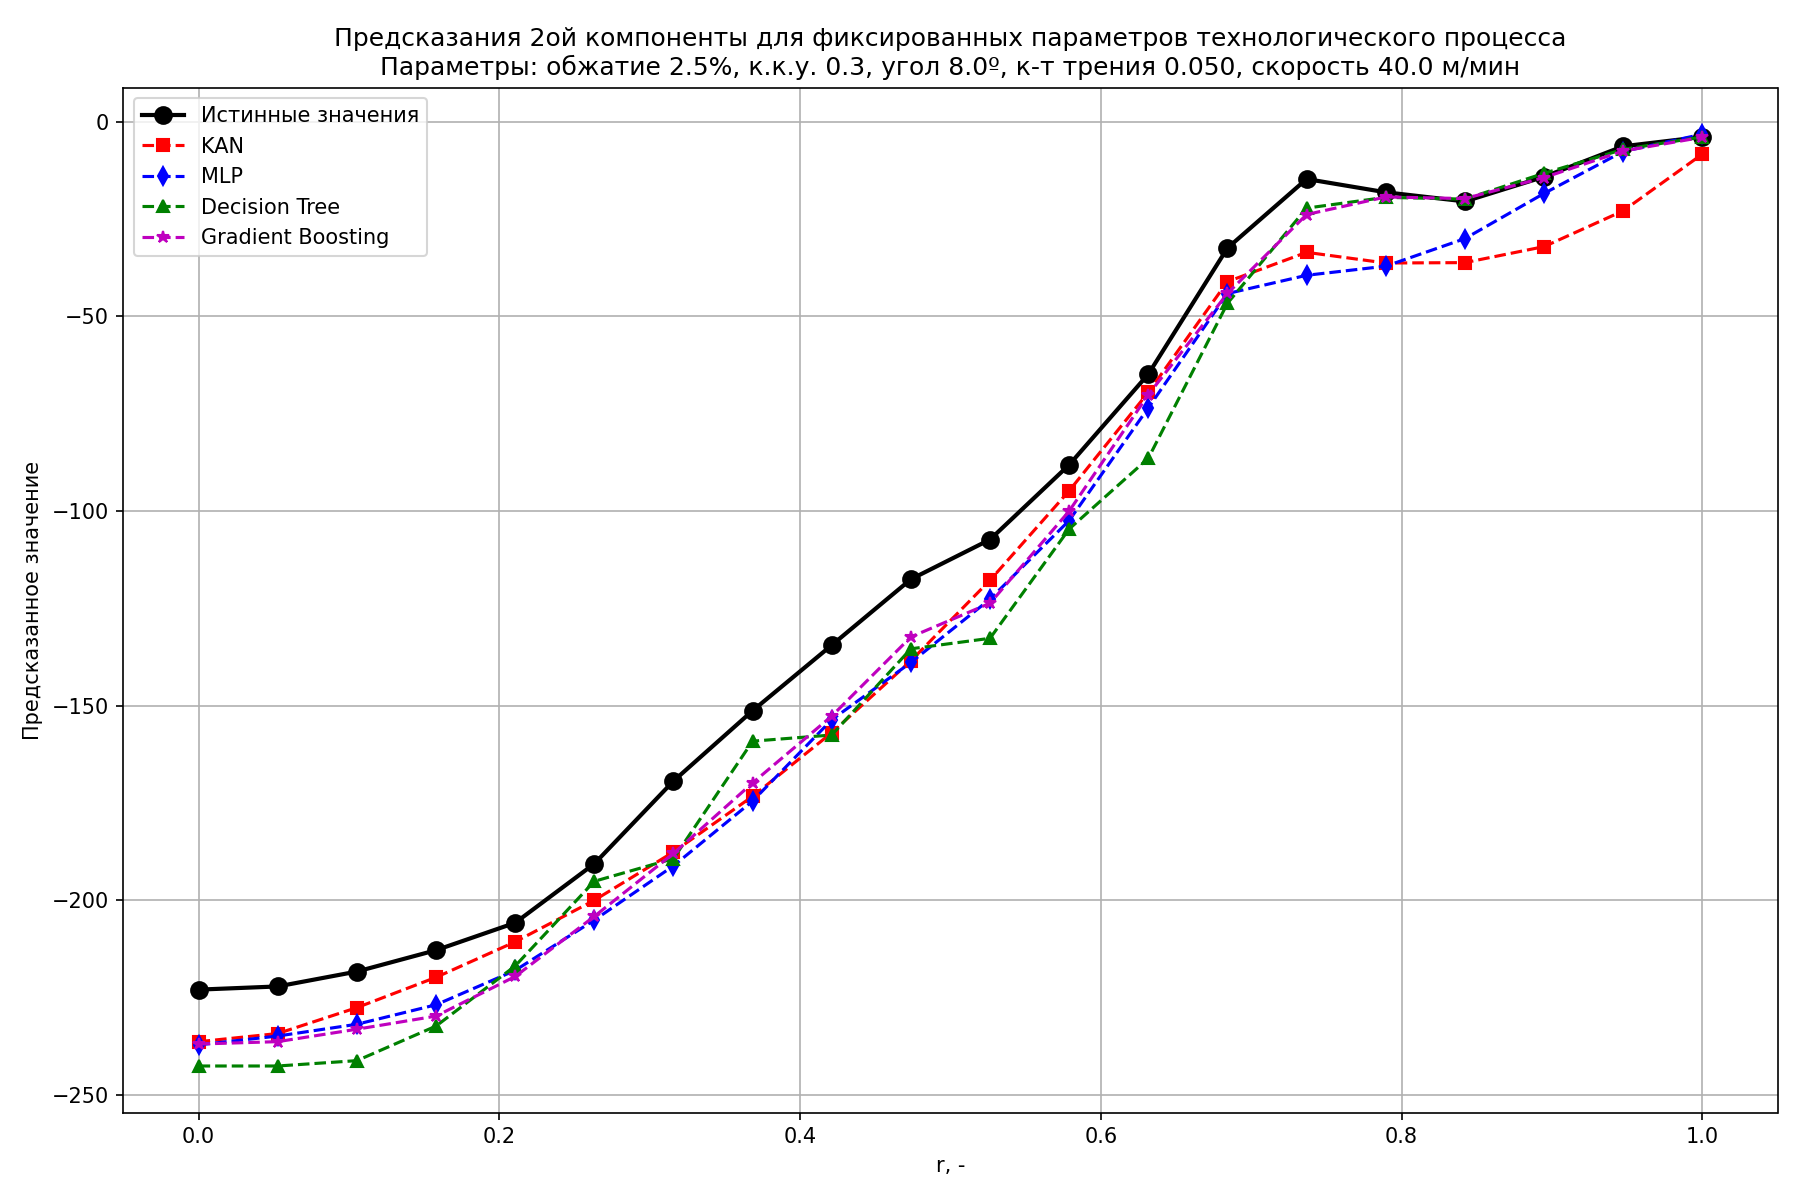 Предсказания 2ой компоненты для фиксированных параметров технологического процесса
Параметры: обжатие 2.5%, к.к.у. 0.3, угол 8.0º, к-т трения 0.050, скорость 40.0 м/мин
Истинные значения
KAN
MLP
Decision Tree
Gradient Boosting
Предсказанное значение
0
−50
−100
−150
−200
−250
0.0 0.2 0.4 0.6 0.8 1.0
r, -